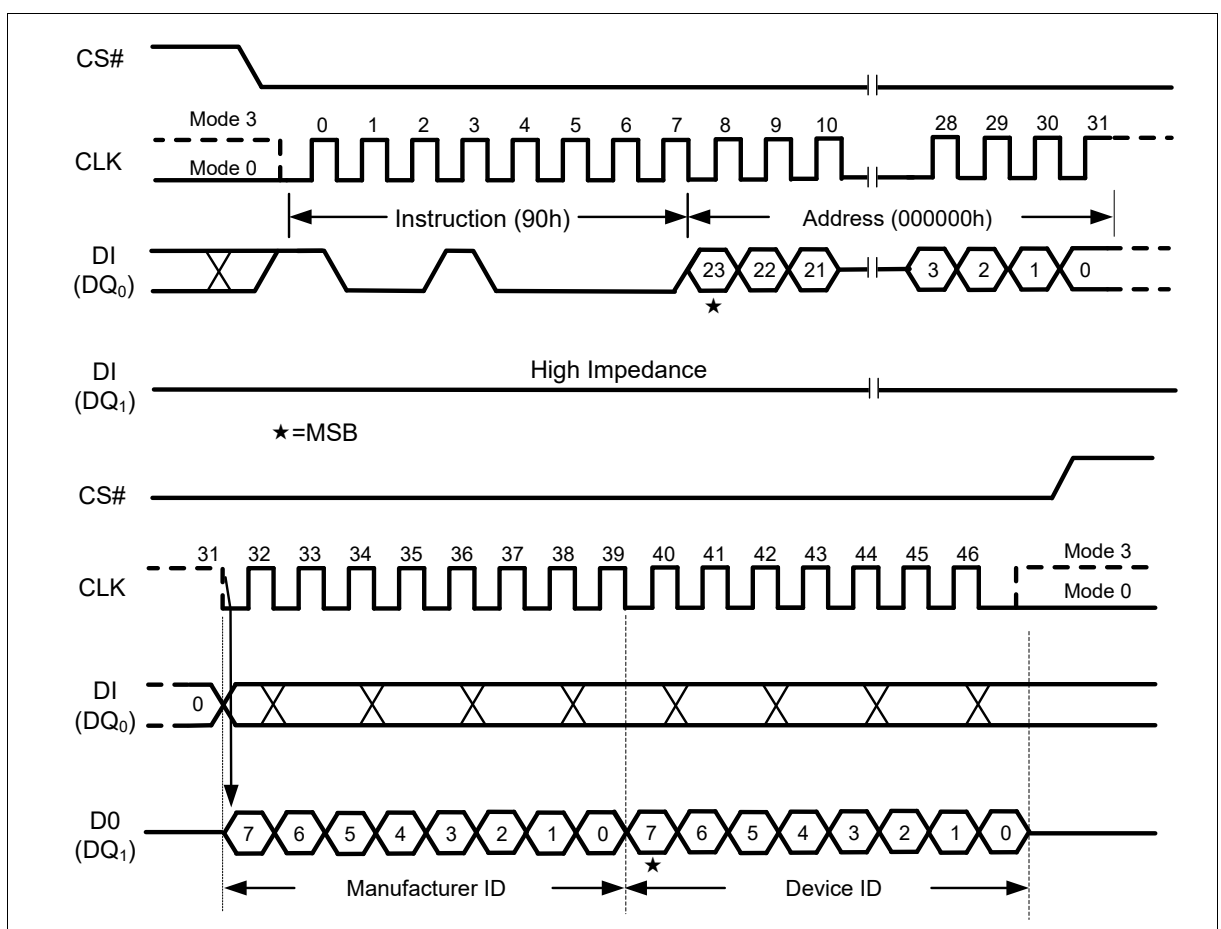 CS#
Mode 3
0 1 2 3 4 5 6 7 8 9 10 28 29 30 31
CLK
Mode 0
Instruction (90h) Address (000000h)
DI
(DQ0)
23 22 21 3 2 1 0
★
DI
(DQ1)
High Impedance
★=MSB
CS#
31 32 33 34 35 36 37 38 39 40 41 42 43 44 45 46 Mode 3
CLK
Mode 0
DI
(DQ0)
0
D0
(DQ1)
7 6 5 4 3 2 1 0 7 6 5 4 3 2 1 0
★
Manufacturer ID Device ID